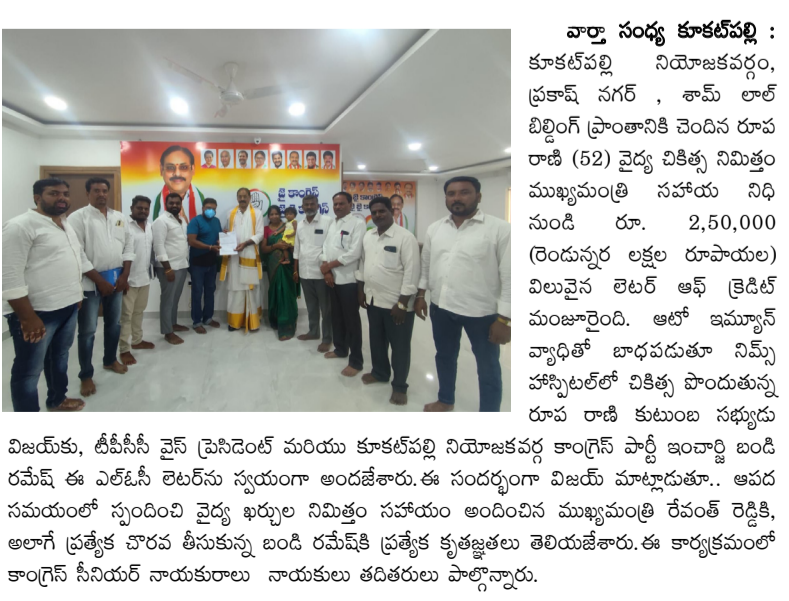 వార్తా సంధ్య కూకట్‌పల్లి :
కూకట్‌పల్లి నియోజకవర్గం,
ప్రకాష్ నగర్ , శామ్ లాల్
బిల్డింగ్ ప్రాంతానికి చెందిన రూప
రాణి (52) వైద్య చికిత్స నిమిత్తం
ముఖ్యమంత్రి సహాయ నిధి
నుండి రూ. 2,50,000
(రెండున్నర లక్షల రూపాయల)
విలువైన లెటర్ ఆఫ్ క్రెడిట్
మంజూరైంది. ఆటో ఇమ్యూన్
వ్యాధితో బాధపడుతూ నిమ్స్
హాస్పిటల్‌లో చికిత్స పొందుతున్న
రూప రాణి కుటుంబ సభ్యుడు
విజయ్‌కు, టీపీసీసీ వైస్ ప్రెసిడెంట్ మరియు కూకట్‌పల్లి నియోజకవర్గ కాంగ్రెస్ పార్టీ ఇంచార్జి బండి
రమేష్ ఈ ఎల్ఓసీ లెటర్‌ను స్వయంగా అందజేశారు.ఈ సందర్భంగా విజయ్ మాట్లాడుతూ.. ఆపద
సమయంలో స్పందించి వైద్య ఖర్చుల నిమిత్తం సహాయం అందించిన ముఖ్యమంత్రి రేవంత్ రెడ్డికి,
అలాగే ప్రత్యేక చొరవ తీసుకున్న బండి రమేష్‌కి ప్రత్యేక కృతజ్ఞతలు తెలియజేశారు.ఈ కార్యక్రమంలో
కాంగ్రెస్ సీనియర్ నాయకురాలు నాయకులు తదితరులు పాల్గొన్నారు.
జై కాంగ్రెస్